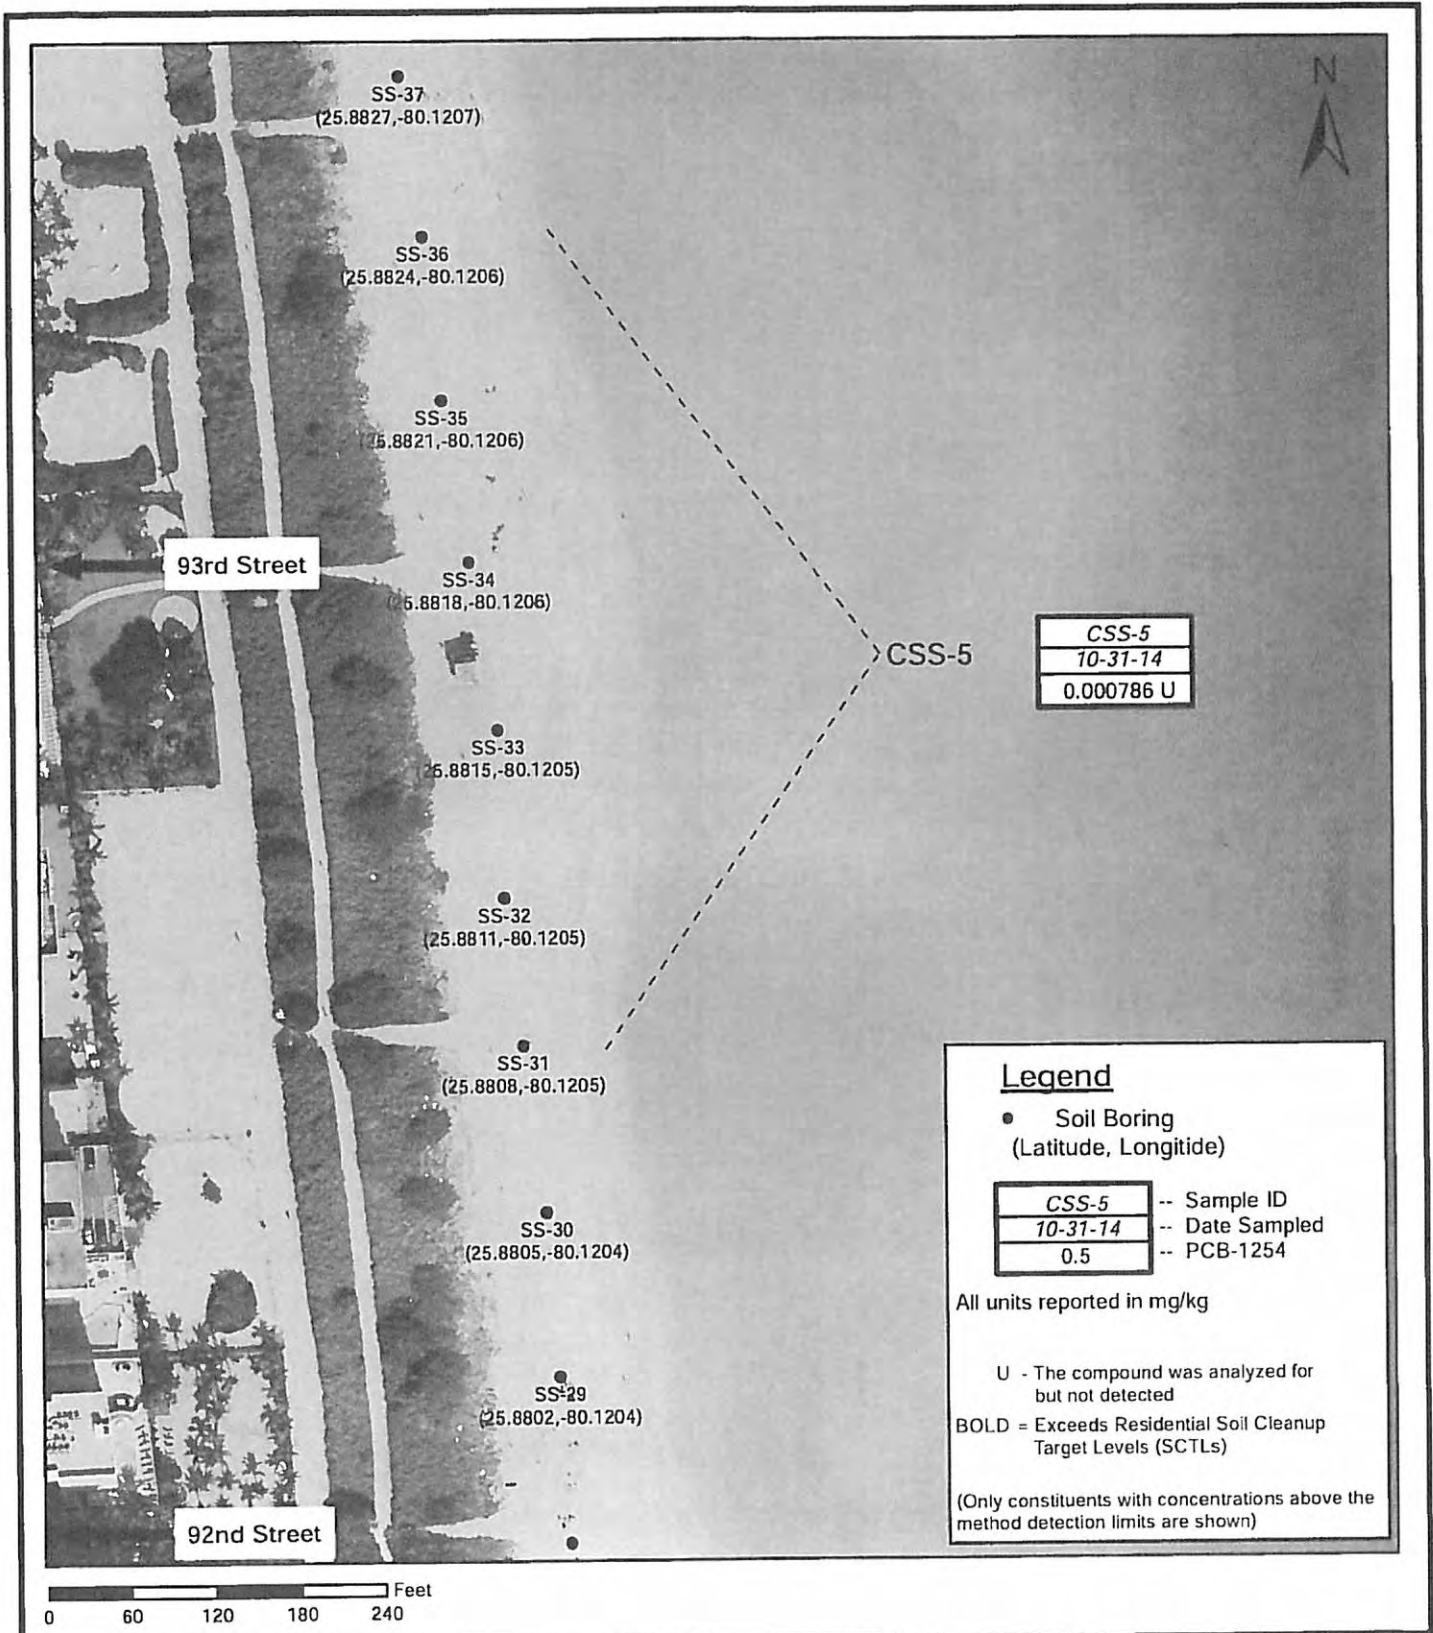 N
SS-37
(25.8827,-80.1207)
SS-36
(25.8824,-80.1206)
SS-35
(25.8821,-80.1206)
93rd Street
SS-34
(25.8818,-80.1206)
CSS-5
CSS-5
10-31-14
0.000786 U
SS-33
(25.8815,-80.1205)
SS-32
(25.8811,-80.1205)
SS-31
(25.8808,-80.1205)
SS-30
(25.8805,-80.1204)
SS-29
(25.8802,-80.1204)
92nd Street
Legend
Soil Boring
(Latitude, Longitide)
CSS-5 -- Sample ID
10-31-14 -- Date Sampled
0.5 -- PCB-1254
All units reported in mg/kg
U - The compound was analyzed for
but not detected
BOLD = Exceeds Residential Soil Cleanup
Target Levels (SCTLs)
(Only constituents with concentrations above the
method detection limits are shown)
Feet
0 60 120 180 240